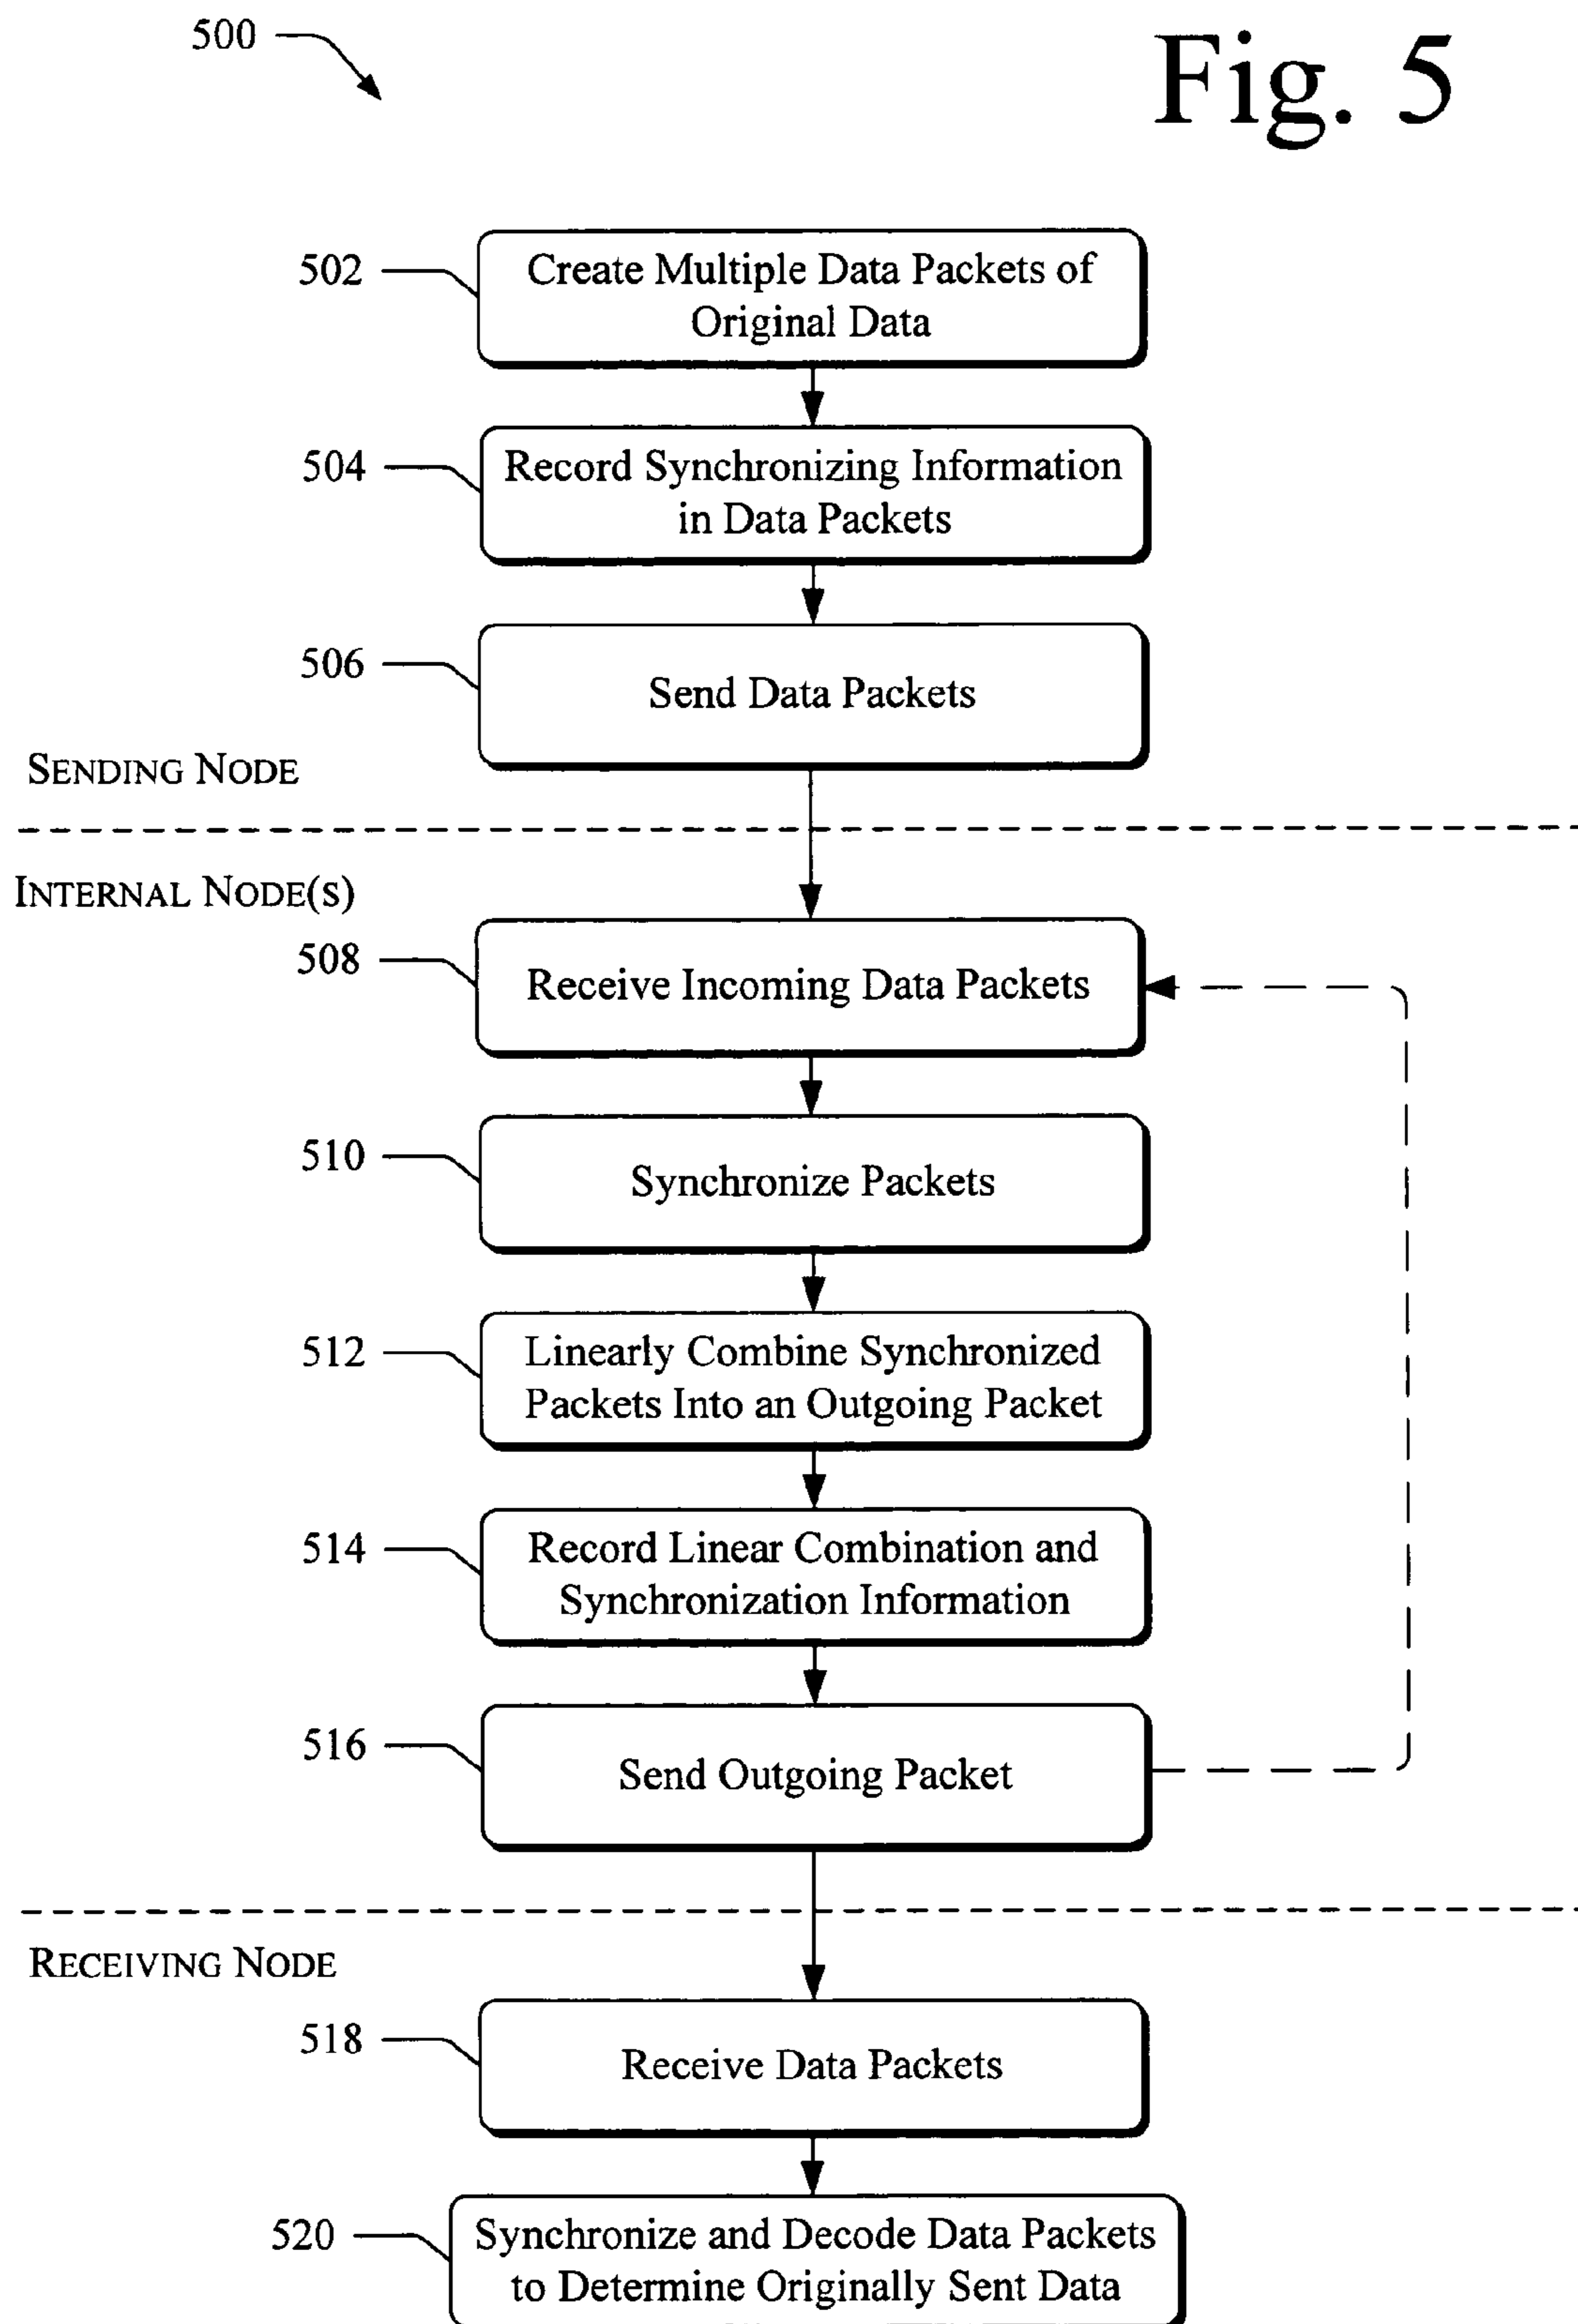 500
Fig. 5
502
Create Multiple Data Packets of
Original Data
504
Record Synchronizing Information
in Data Packets
506
Send Data Packets
SENDING NODE
INTERNAL NODE(S)
508
Receive Incoming Data Packets
510
Synchronize Packets
512
Linearly Combine Synchronized
Packets Into an Outgoing Packet
514
Record Linear Combination and
Synchronization Information
516
Send Outgoing Packet
RECEIVING NODE
518
Receive Data Packets
520
Synchronize and Decode Data Packets
to Determine Originally Sent Data